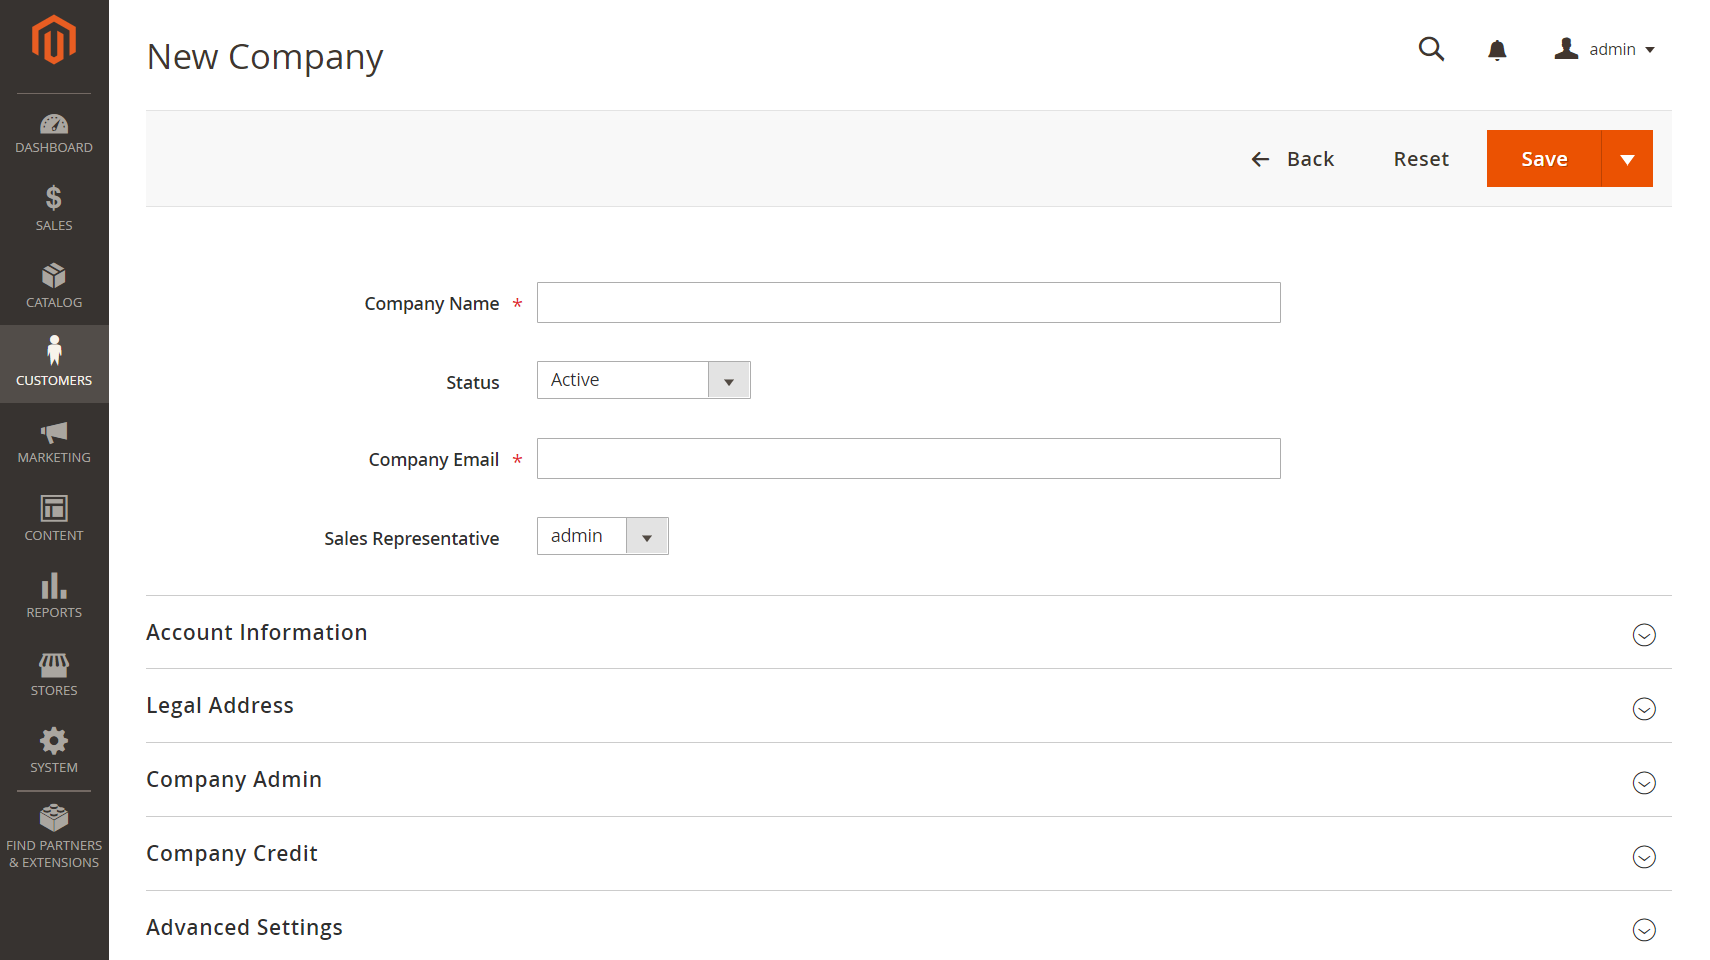 New Company
admin
DASHBOARD
SALES
CATALOG
CUSTOMERS
MARKETING
CONTENT
REPORTS
STORES
SYSTEM
FIND PARTNERS
& EXTENSIONS
Back
Reset
Save
Company Name *
Status
Active
Company Email *
Sales Representative
admin
Account Information
Legal Address
Company Admin
Company Credit
Advanced Settings